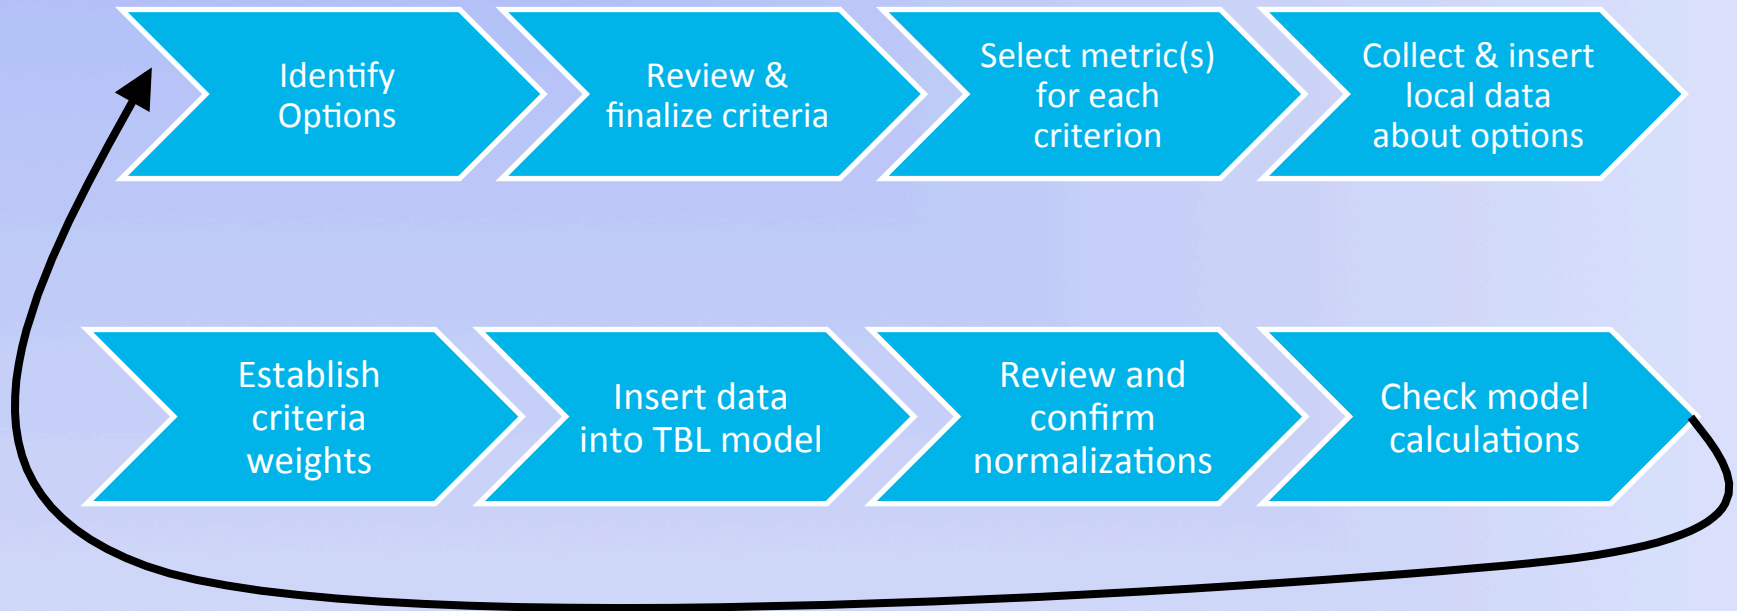 Identify
Options
Review &
finalize criteria
Select metric(s)
for each
criterion
Collect & insert
local data
about options
Establish
criteria
weights
Insert data
into TBL model
Review and
confirm
normalizations
Check model
calculations